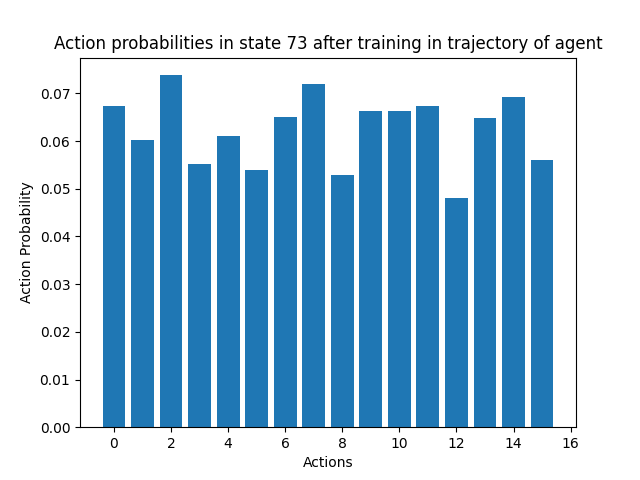 Action probabilities in state 73 after training in trajectory of agent
0.07
0.06
0.05
0.04
0.03
0.02
0.01
0.00
Action Probability
0 2 4 6 8 10 12 14 16
Actions